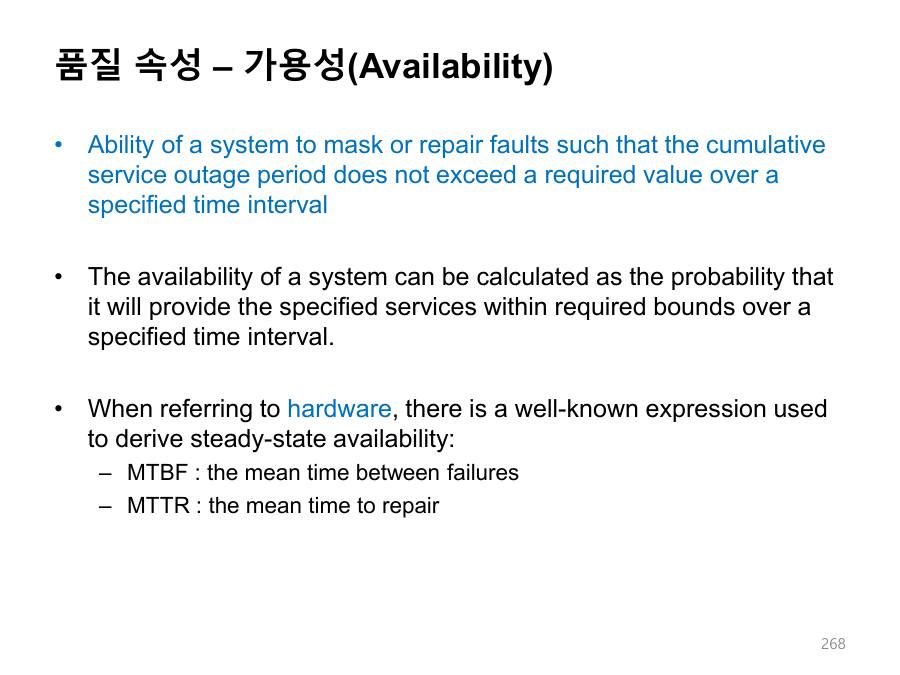 품질 속성 – 가용성(Availability)
• Ability of a system to mask or repair faults such that the cumulative
service outage period does not exceed a required value over a
specified time interval
• The availability of a system can be calculated as the probability that
it will provide the specified services within required bounds over a
specified time interval.
• When referring to hardware, there is a well-known expression used
to derive steady-state availability:
– MTBF : the mean time between failures
– MTTR : the mean time to repair
268